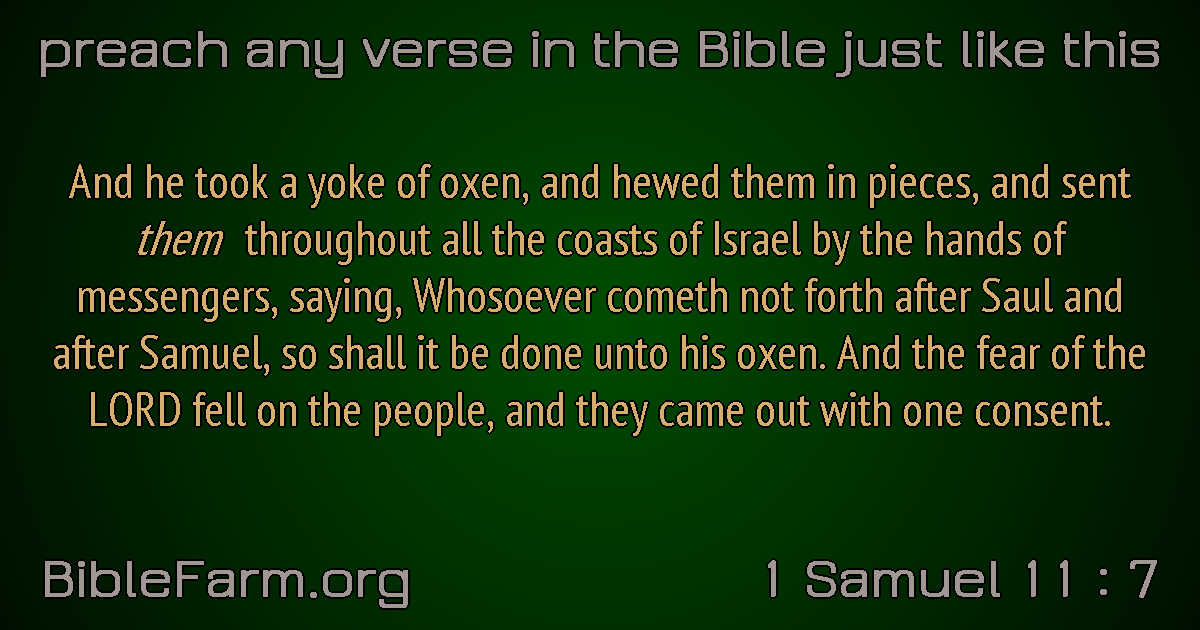 preach any verse in the Bible just like this
And he took a yoke of oxen, and hewed them in pieces, and sent
them throughout all the coasts of Israel by the hands of
messengers, saying, Whosoever cometh not forth after Saul and
after Samuel, so shall it be done unto his oxen. And the fear of the
LORD fell on the people, and they came out with one consent.
BibleFarm.org
1 Samuel 11 : 7